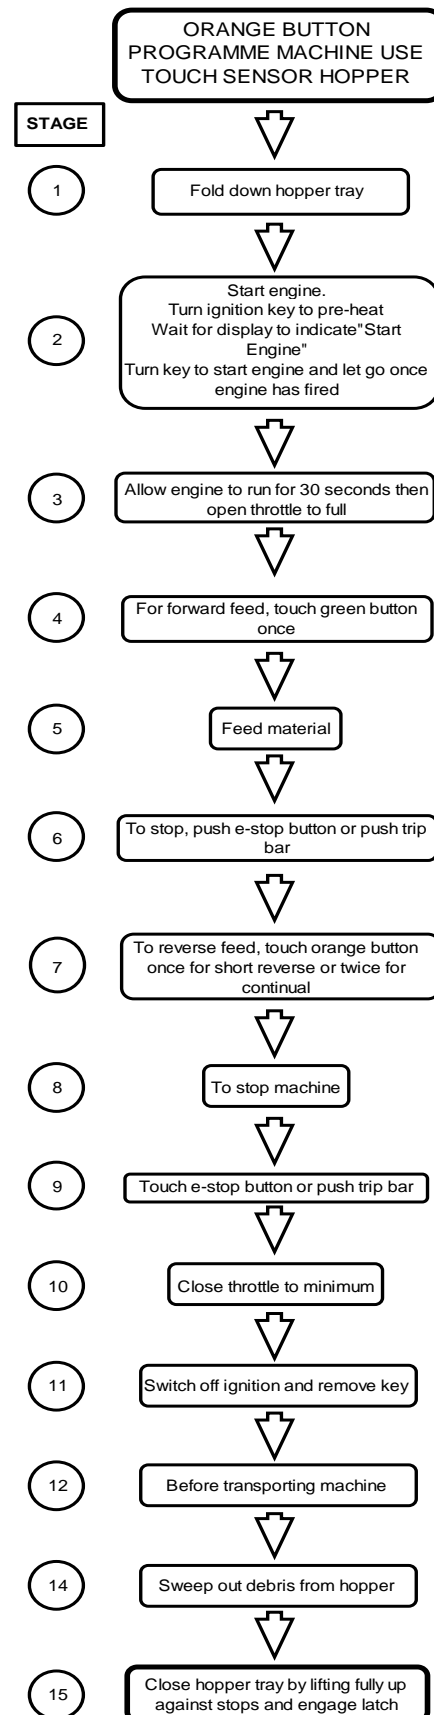 ORANGE BUTTON
PROGRAMME MACHINE USE
TOUCH SENSOR HOPPER
STAGE
1
Fold down hopper tray
2
Start engine.
Turn ignition key to pre-heat
Wait for display to indicate"Start
Engine"
Turn key to start engine and let go once
engine has fired
3
Allow engine to run for 30 seconds then
open throttle to full
4
For forward feed, touch green button
once
5
Feed material
6
To stop, push e-stop button or push trip
bar
7
To reverse feed, touch orange button
once for short reverse or twice for
continual
8
To stop machine
9
Touch e-stop button or push trip bar
10
Close throttle to minimum
11
Switch off ignition and remove key
12
Before transporting machine
14
Sweep out debris from hopper
15
Close hopper tray by lifting fully up
against stops and engage latch